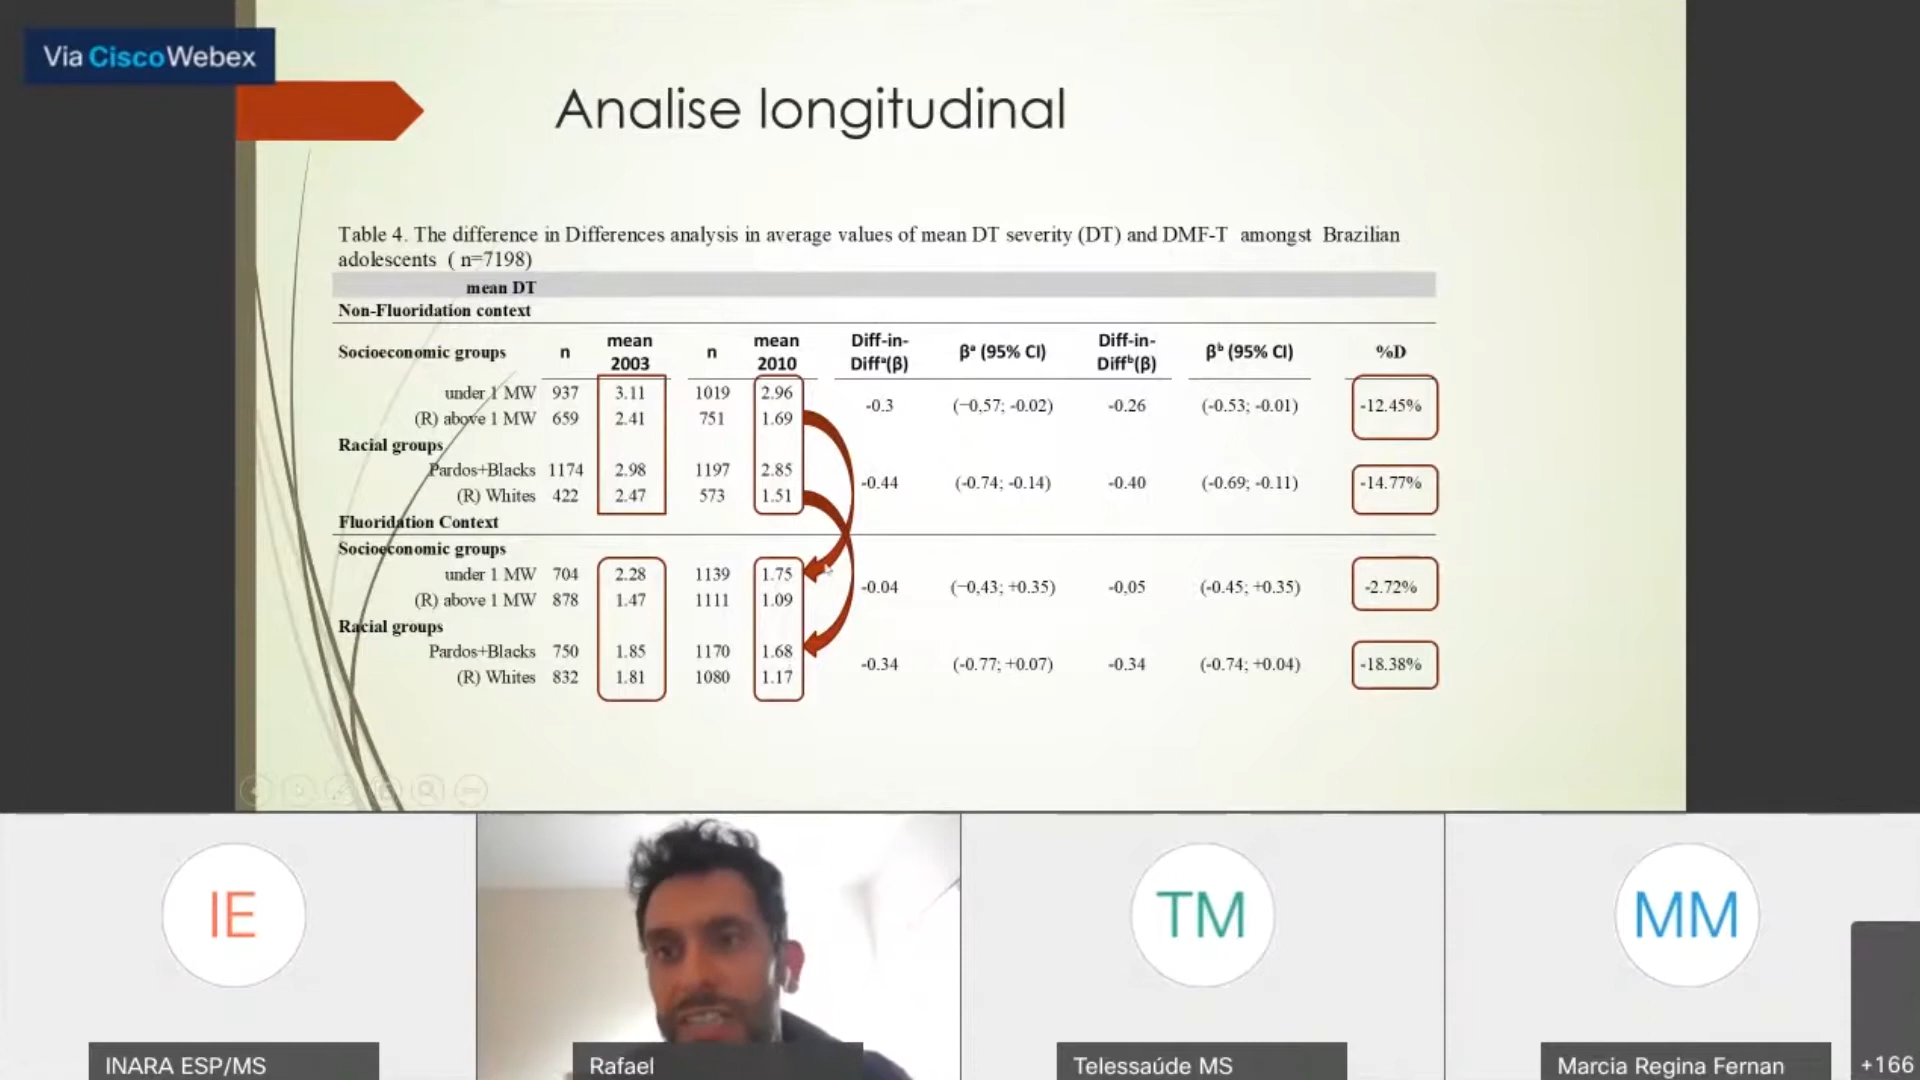 Via CiscoWebex
Analise longitudinal
Table 4. The difference in Differences analysis in average values of mean DT severity (DT) and DMF-T amongst Brazilian
adolescents ( n=7198)
mean DT
Non-Fluoridation context
Socioeconomic groups n mean 2003 n mean 2010 Diff-in-Diffᵃ(β) βᵃ (95% CI) Diff-in-Diffᵇ(β) βᵇ (95% CI) %D
under 1 MW 937 3.11 1019 2.96 -0.3 (−0,57; -0.02) -0.26 (-0.53; -0.01) -12.45%
(R) above 1 MW 659 2.41 751 1.69
Racial groups
Pardos+Blacks 1174 2.98 1197 2.85 -0.44 (-0.74; -0.14) -0.40 (-0.69; -0.11) -14.77%
(R) Whites 422 2.47 573 1.51
Fluoridation Context
Socioeconomic groups
under 1 MW 704 2.28 1139 1.75 -0.04 (−0,43; +0.35) -0,05 (-0.45; +0.35) -2.72%
(R) above 1 MW 878 1.47 1111 1.09
Racial groups
Pardos+Blacks 750 1.85 1170 1.68 -0.34 (-0.77; +0.07) -0.34 (-0.74; +0.04) -18.38%
(R) Whites 832 1.81 1080 1.17
IE
TM
MM
INARA ESP/MS
Rafael
Telessaúde MS
Marcia Regina Fernan
+166